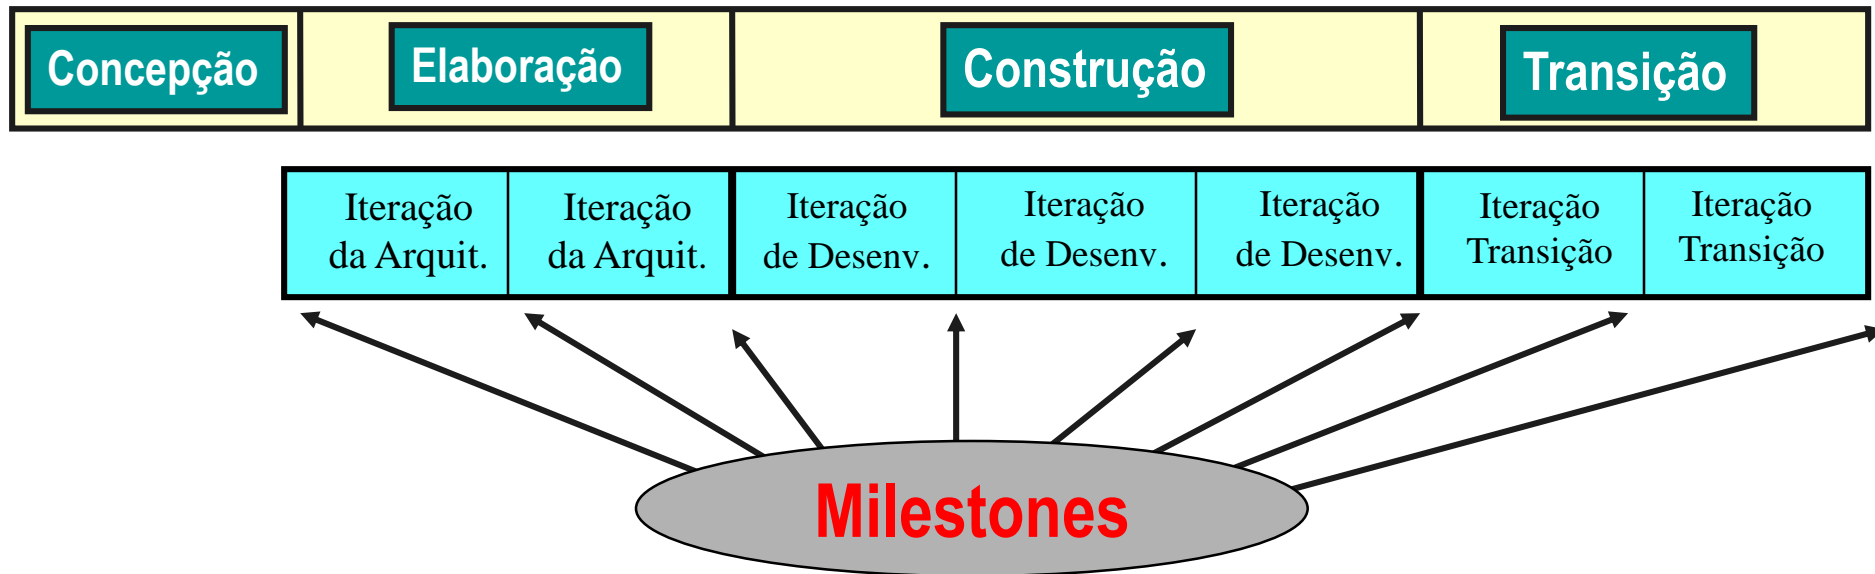 Concepção
Elaboração
Construção
Transição
Iteração
da Arquit.
Iteração
da Arquit.
Iteração
de Desenv.
Iteração
de Desenv.
Iteração
de Desenv.
Iteração
Transição
Iteração
Transição
Milestones